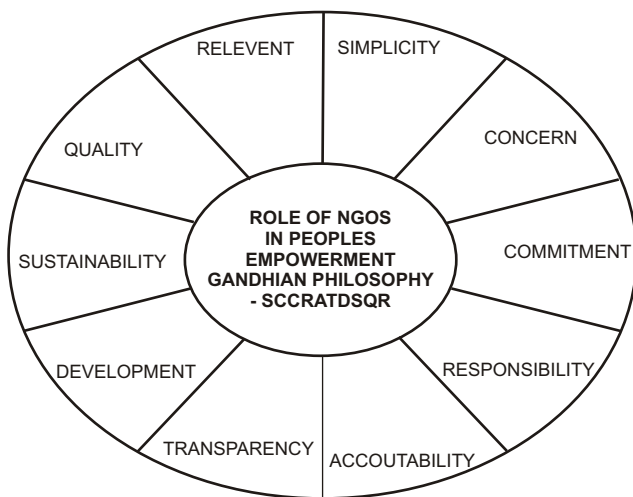 RELEVENT
SIMPLICITY
CONCERN
COMMITMENT
RESPONSIBILITY
ACCOUTABILITY
TRANSPARENCY
DEVELOPMENT
SUSTAINABILITY
QUALITY
ROLE OF NGOS
IN PEOPLES
EMPOWERMENT
GANDHIAN PHILOSOPHY
- SCCRATDSQR